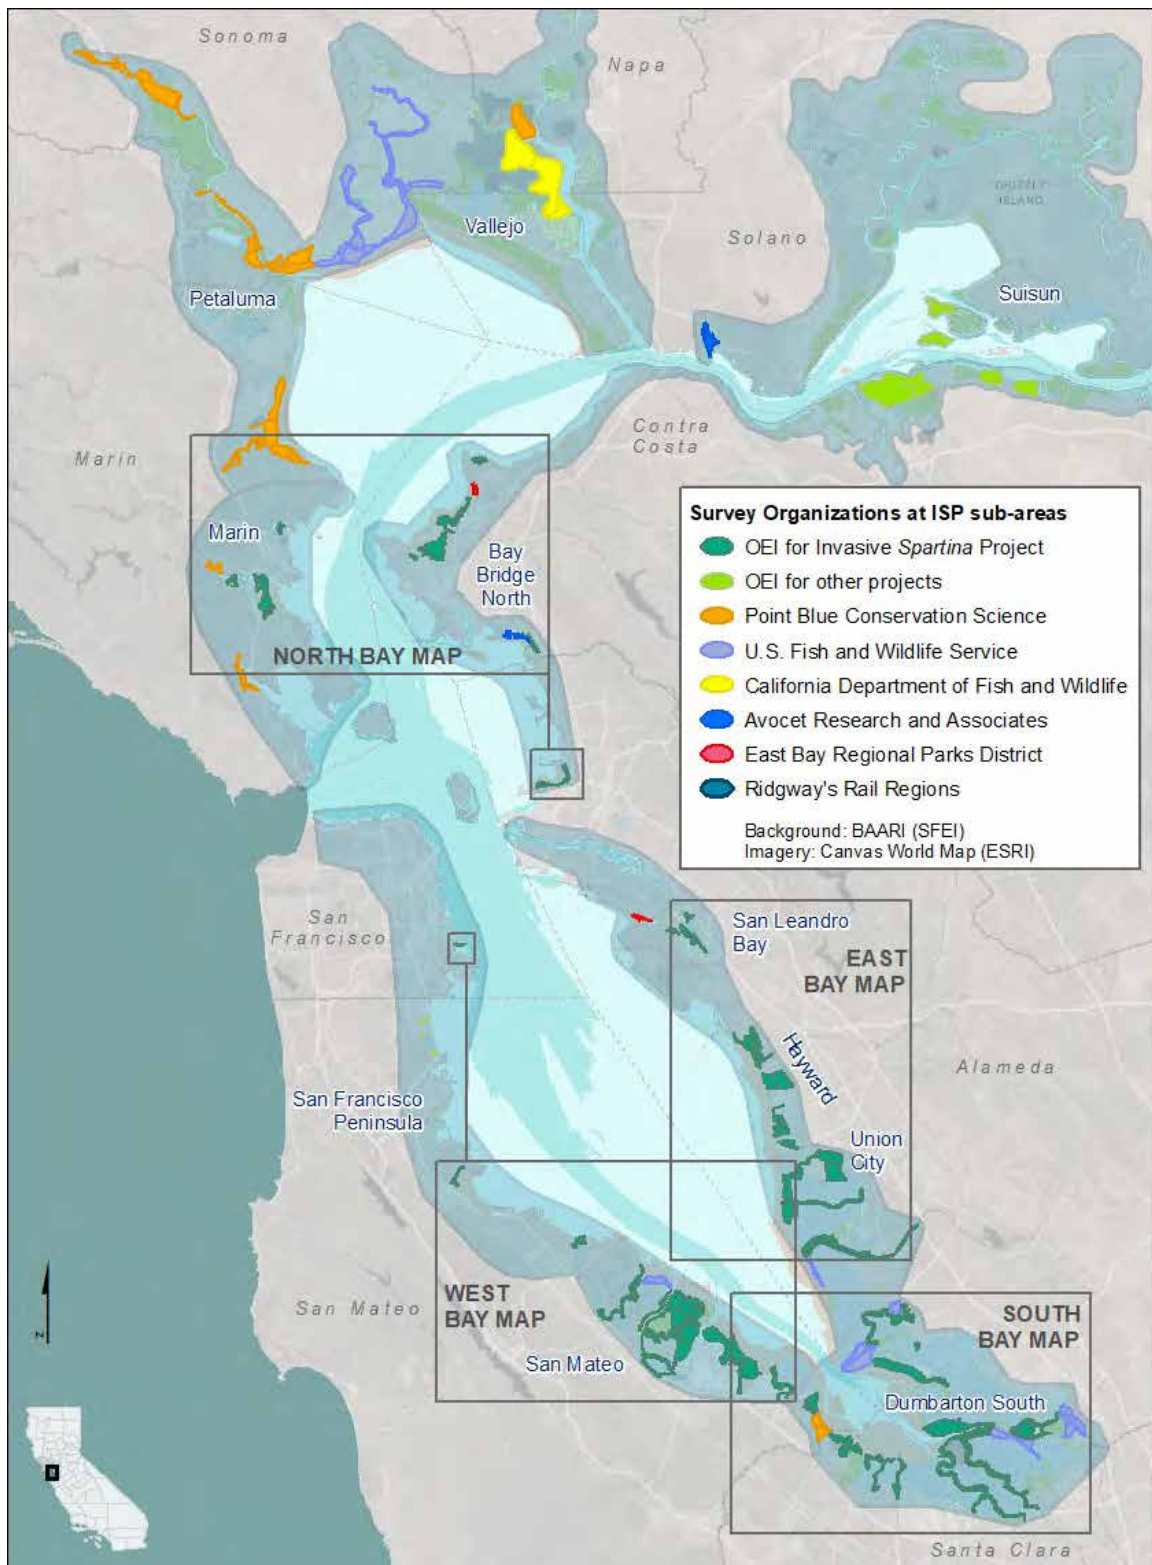 Sonoma
Napa
GRIZZLY
ISLAND
Vallejo
Solano
Petaluma
Suisun
Contra
Costa
Marin
Marin
Bay
Bridge
North
NORTH BAY MAP
Survey Organizations at ISP sub-areas
OEI for Invasive Spartina Project
OEI for other projects
Point Blue Conservation Science
U.S. Fish and Wildlife Service
California Department of Fish and Wildlife
Avocet Research and Associates
East Bay Regional Parks District
Ridgway's Rail Regions
Background: BAARI (SFEI)
Imagery: Canvas World Map (ESRI)
San
Francisco
San Leandro
Bay
EAST
BAY MAP
Hayward
Alameda
San Francisco
Peninsula
Union
City
San Mateo
WEST
BAY MAP
SOUTH
BAY MAP
San Mateo
Dumbarton South
Santa Clara
N